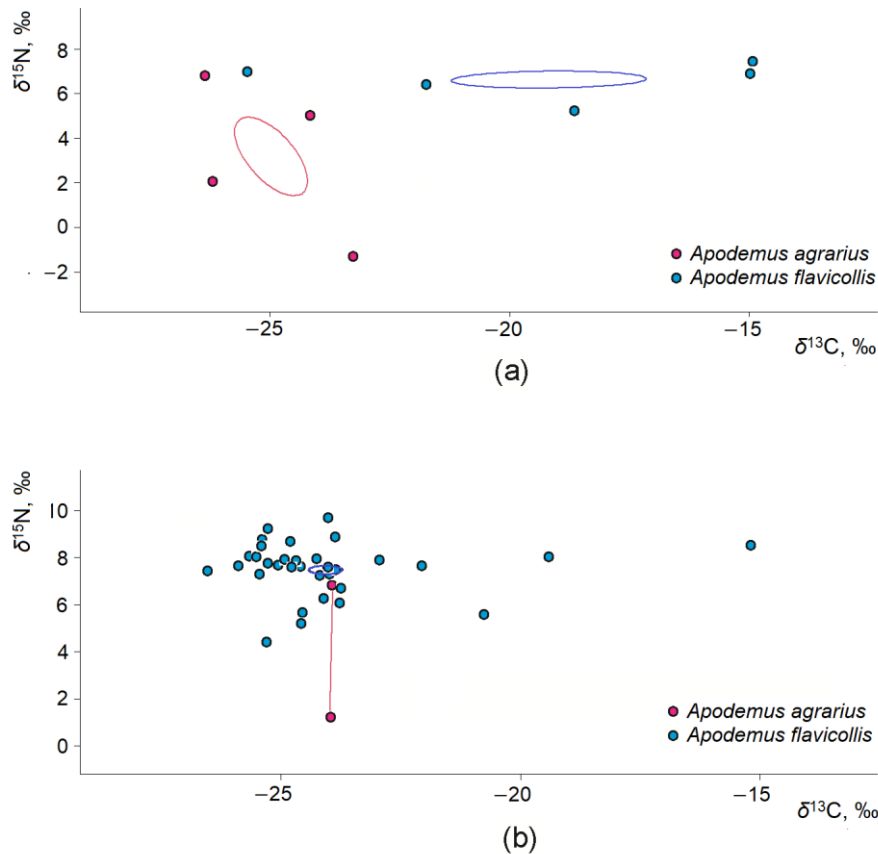 δ¹⁵N, ‰
8
6
4
2
0
−2
Apodemus agrarius
Apodemus flavicollis
−25 −20 −15
δ¹³C, ‰
(a)
δ¹⁵N, ‰
10
8
6
4
2
0
Apodemus agrarius
Apodemus flavicollis
−25 −20 −15
δ¹³C, ‰
(b)